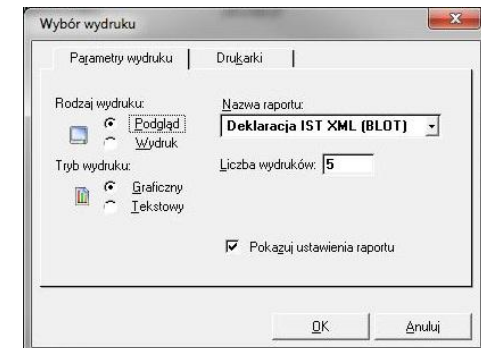 Wybór wydruku
Parametry wydruku
Drukarki
Rodzaj wydruku:
Podgląd
Wydruk
Tryb wydruku:
Graficzny
Tekstowy
Nazwa raportu:
Deklaracja IST XML (BLOT)
Liczba wydruków: 5
Pokazuj ustawienia raportu
OK
Anuluj